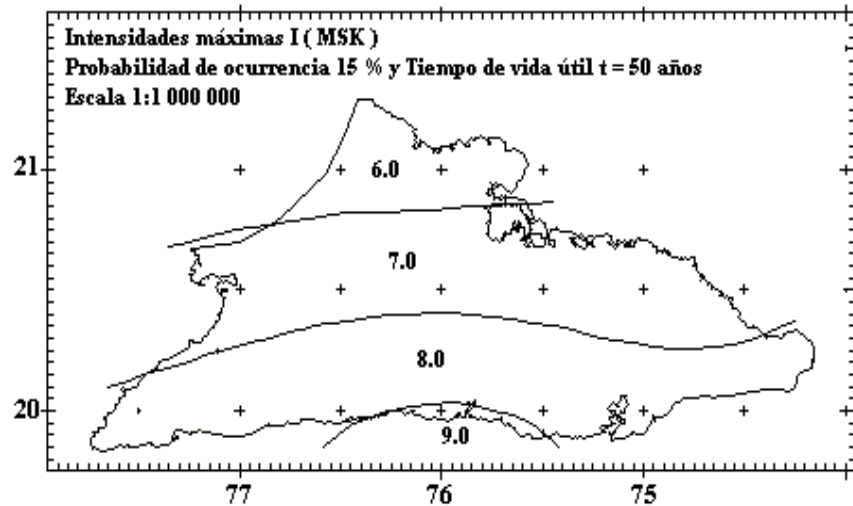 Intensidades máximas I ( MSK )
Probabilidad de ocurrencia 15 % y Tiempo de vida útil t = 50 años
Escala 1:1 000 000
21
6.0
7.0
8.0
20
9.0
77 76 75